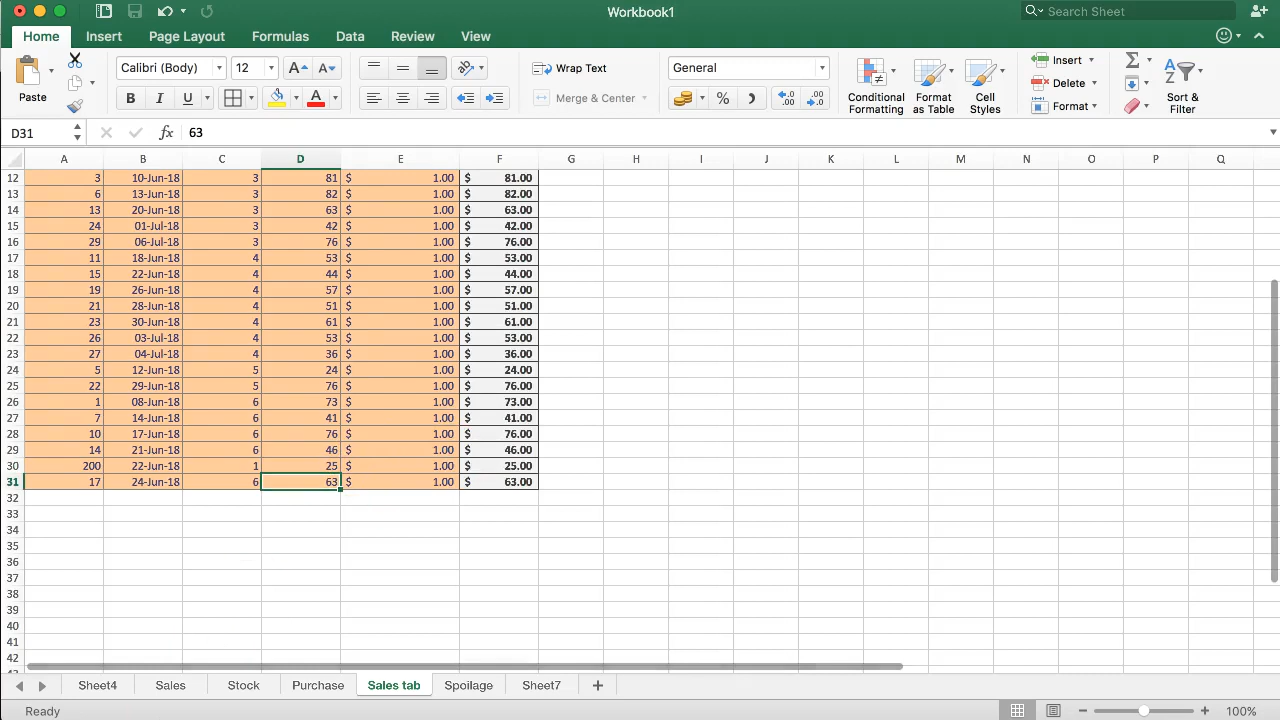 Workbook1
Search Sheet
Home Insert Page Layout Formulas Data Review View
Paste
Calibri (Body) 12 A A
B I U A
Wrap Text
Merge & Center
General
%
Conditional Formatting
Format as Table
Cell Styles
Insert
Delete
Format
Sort & Filter
D31 fx 63
A B C D E F G H I J K L M N O P Q
12 3 10-Jun-18 3 81 $ 1.00 $ 81.00
13 6 13-Jun-18 3 82 $ 1.00 $ 82.00
14 13 20-Jun-18 3 63 $ 1.00 $ 63.00
15 24 01-Jul-18 3 42 $ 1.00 $ 42.00
16 29 06-Jul-18 3 76 $ 1.00 $ 76.00
17 11 18-Jun-18 4 53 $ 1.00 $ 53.00
18 15 22-Jun-18 4 44 $ 1.00 $ 44.00
19 19 26-Jun-18 4 57 $ 1.00 $ 57.00
20 21 28-Jun-18 4 51 $ 1.00 $ 51.00
21 23 30-Jun-18 4 61 $ 1.00 $ 61.00
22 26 03-Jul-18 4 53 $ 1.00 $ 53.00
23 27 04-Jul-18 4 36 $ 1.00 $ 36.00
24 5 12-Jun-18 5 24 $ 1.00 $ 24.00
25 22 29-Jun-18 5 76 $ 1.00 $ 76.00
26 1 08-Jun-18 6 73 $ 1.00 $ 73.00
27 7 14-Jun-18 6 41 $ 1.00 $ 41.00
28 10 17-Jun-18 6 76 $ 1.00 $ 76.00
29 14 21-Jun-18 6 46 $ 1.00 $ 46.00
30 200 22-Jun-18 1 25 $ 1.00 $ 25.00
31 17 24-Jun-18 6 63 $ 1.00 $ 63.00
32
33
34
35
36
37
38
39
40
41
42
Sheet4 Sales Stock Purchase Sales tab Spoilage Sheet7 +
Ready
100%